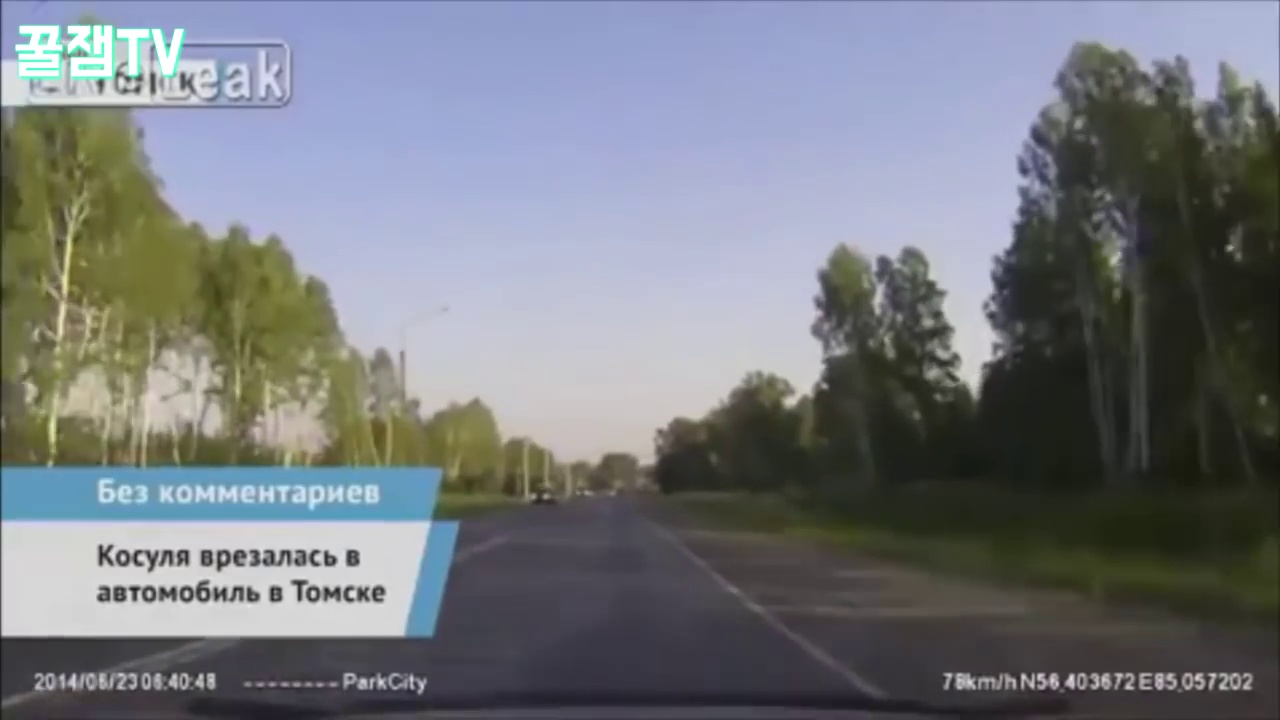 꿀잼TV
eak
Без комментариев
Косуля врезалась в
автомобиль в Томске
2014/06/23 06:40:48 --------ParkCity
78km/h N56.403672 E85.057202